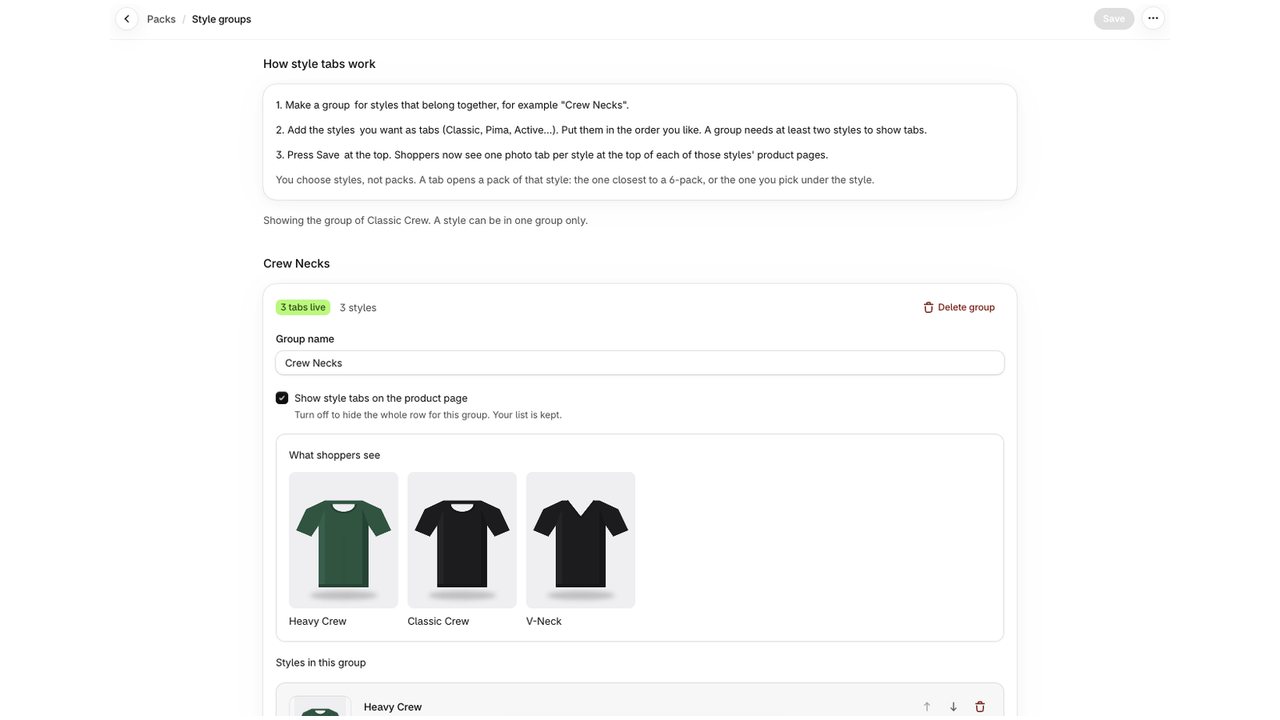 Packs / Style groups
Save
How style tabs work
1. Make a group for styles that belong together, for example "Crew Necks".
2. Add the styles you want as tabs (Classic, Pima, Active...). Put them in the order you like. A group needs at least two styles to show tabs.
3. Press Save at the top. Shoppers now see one photo tab per style at the top of each of those styles' product pages.
You choose styles, not packs. A tab opens a pack of that style: the one closest to a 6-pack, or the one you pick under the style.
Showing the group of Classic Crew. A style can be in one group only.
Crew Necks
3 tabs live 3 styles
Delete group
Group name
Crew Necks
Show style tabs on the product page
Turn off to hide the whole row for this group. Your list is kept.
What shoppers see
Heavy Crew
Classic Crew
V-Neck
Styles in this group
Heavy Crew